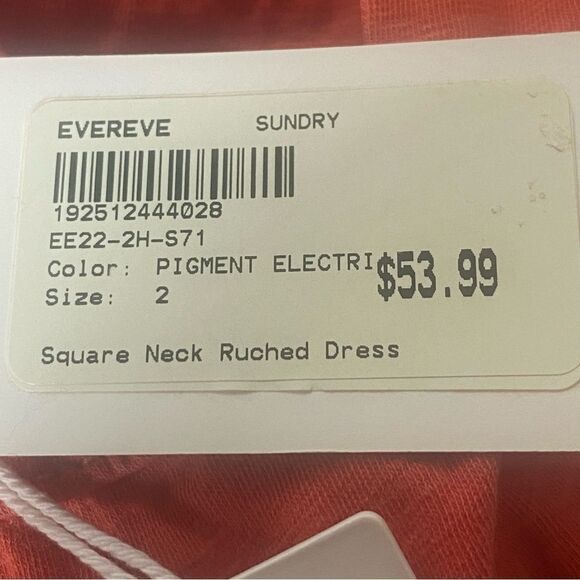 EVEREVE SUNDRY
192512444028
EE22-2H-S71
Color: PIGMENT ELECTRI $53.99
Size: 2
Square Neck Ruched Dress